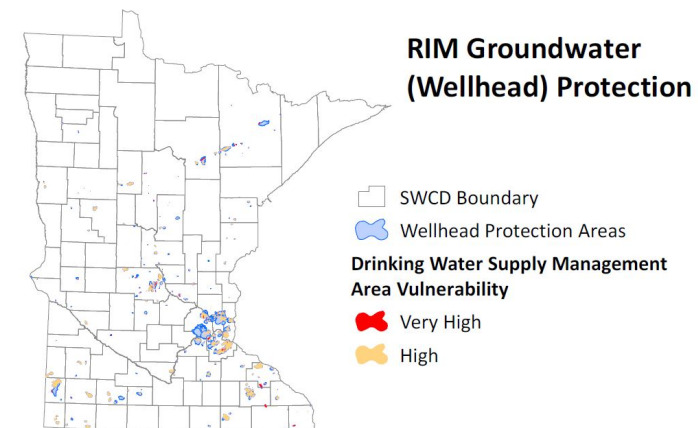 RIM Groundwater
(Wellhead) Protection
SWCD Boundary
Wellhead Protection Areas
Drinking Water Supply Management
Area Vulnerability
Very High
High